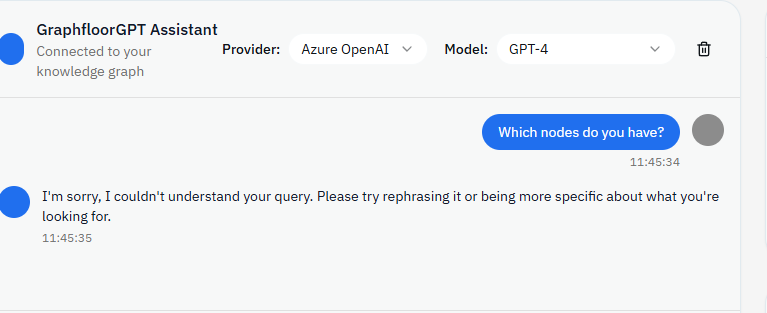 GraphfloorGPT Assistant
Connected to your
knowledge graph
Provider: Azure OpenAI Model: GPT-4
Which nodes do you have?
11:45:34
I'm sorry, I couldn't understand your query. Please try rephrasing it or being more specific about what you're
looking for.
11:45:35